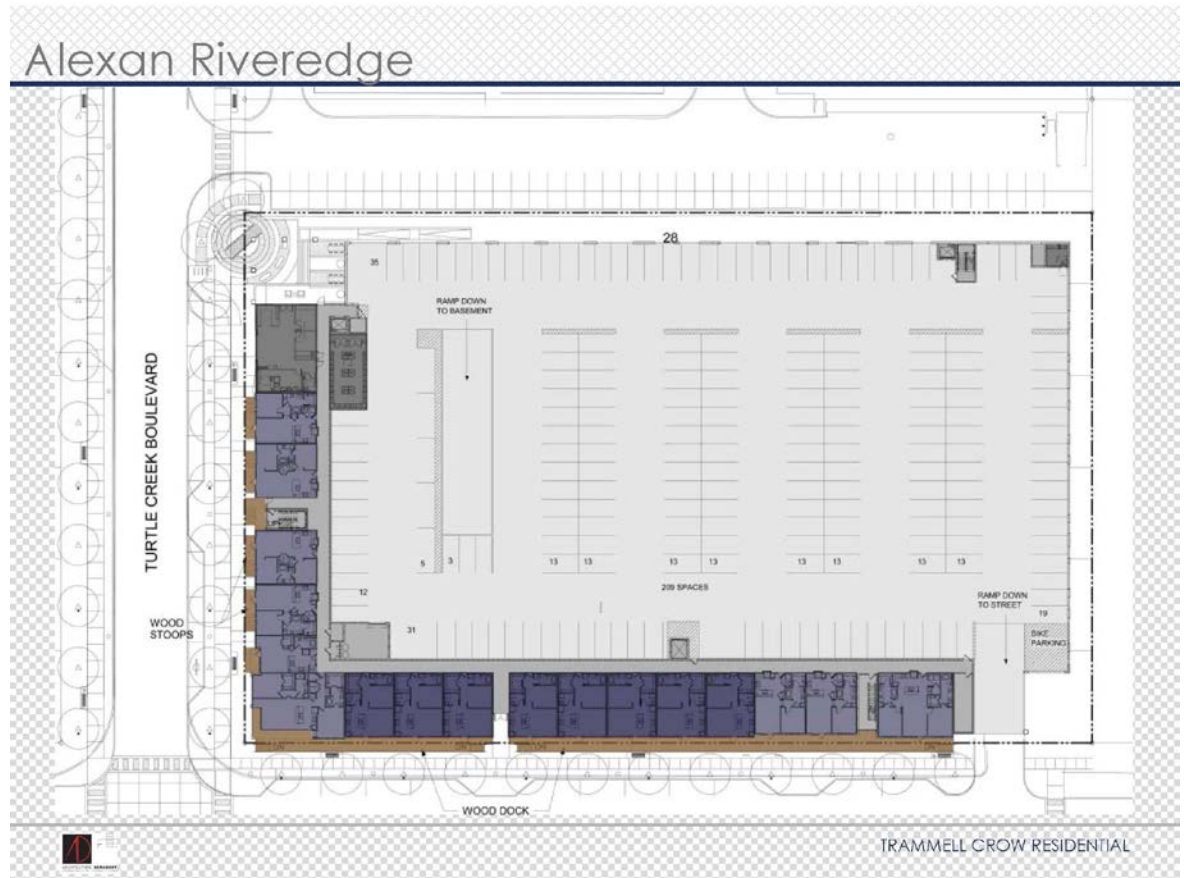 Alexan Riveredge
28
35
RAMP DOWN
TO BASEMENT
TURTLE CREEK BOULEVARD
5
3
13
13
13
13
13
13
13
13
209 SPACES
12
RAMP DOWN
TO STREET
19
WOOD
STOOPS
31
BIKE
PARKING
WOOD DOCK
TRAMMELL CROW RESIDENTIAL